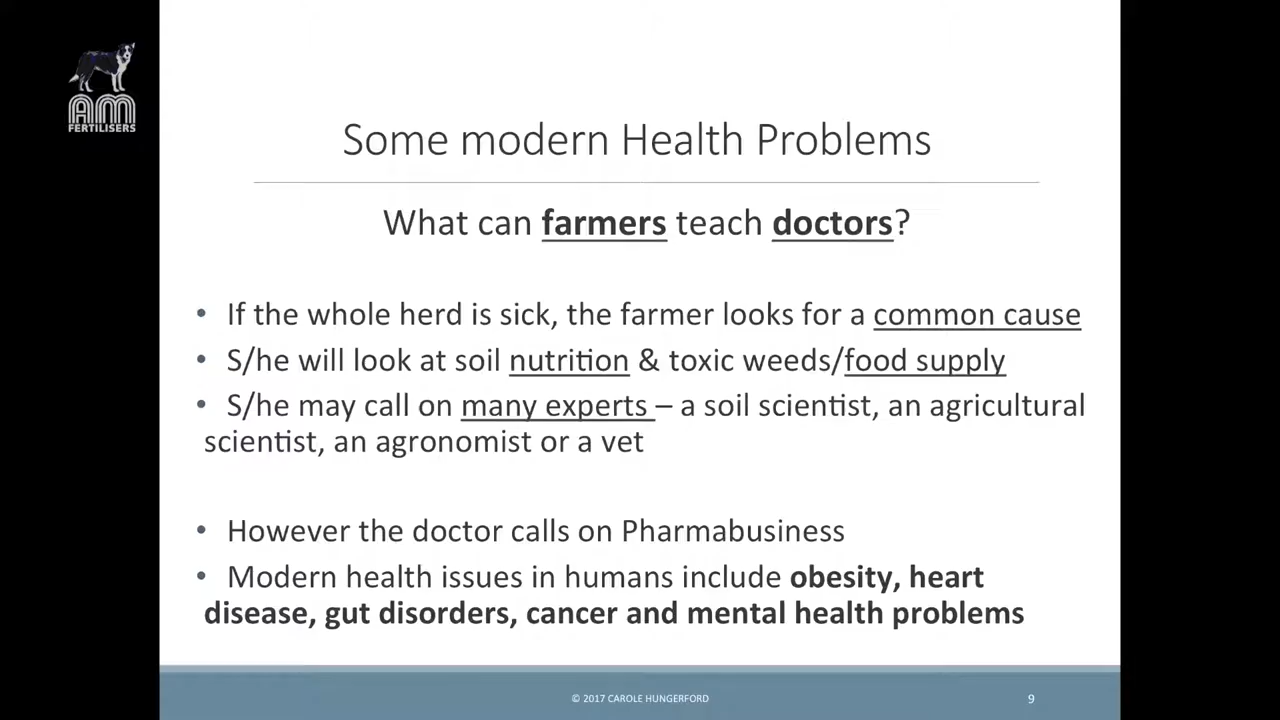 AM
FERTILISERS
Some modern Health Problems
What can farmers teach doctors?
• If the whole herd is sick, the farmer looks for a common cause
• S/he will look at soil nutrition & toxic weeds/food supply
• S/he may call on many experts – a soil scientist, an agricultural
scientist, an agronomist or a vet
• However the doctor calls on Pharmabusiness
• Modern health issues in humans include obesity, heart
disease, gut disorders, cancer and mental health problems
© 2017 CAROLE HUNGERFORD
9